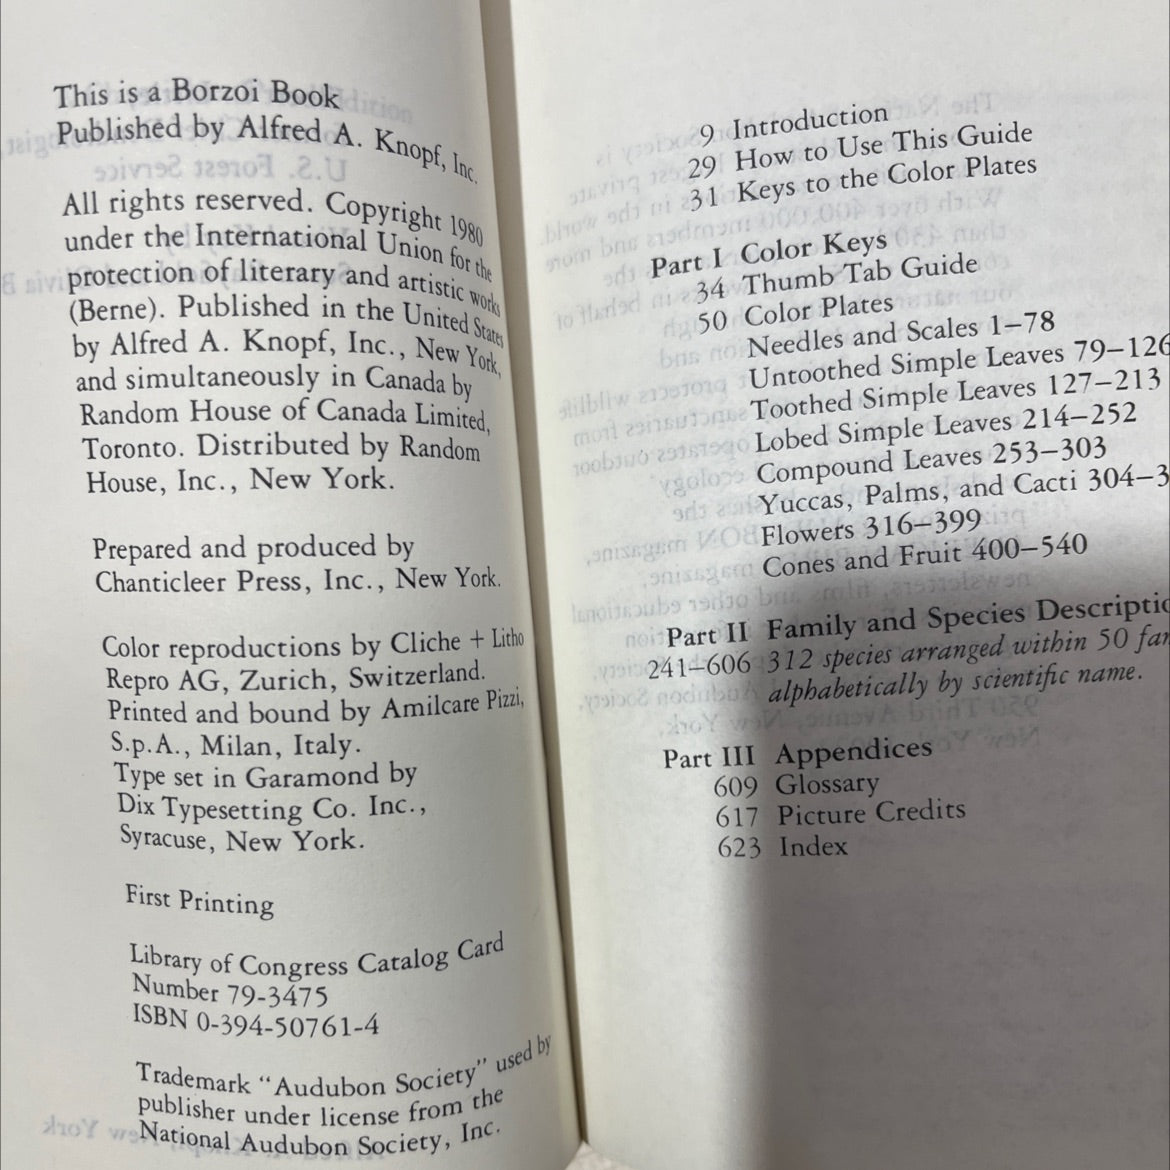 This is a Borzoi Book
Published by Alfred A. Knopf, Inc.
All rights reserved. Copyright 1980
under the International Union for the
protection of literary and artistic works
(Berne). Published in the United States
by Alfred A. Knopf, Inc., New York,
and simultaneously in Canada by
Random House of Canada Limited,
Toronto. Distributed by Random
House, Inc., New York.
Prepared and produced by
Chanticleer Press, Inc., New York.
Color reproductions by Cliche + Litho
Repro AG, Zurich, Switzerland.
Printed and bound by Amilcare Pizzi,
S.p.A., Milan, Italy.
Type set in Garamond by
Dix Typesetting Co. Inc.,
Syracuse, New York.
First Printing
Library of Congress Catalog Card
Number 79-3475
ISBN 0-394-50761-4
Trademark "Audubon Society" used by
publisher under license from the
National Audubon Society, Inc.
9 Introduction
29 How to Use This Guide
31 Keys to the Color Plates
Part I Color Keys
34 Thumb Tab Guide
50 Color Plates
Needles and Scales 1–78
Untoothed Simple Leaves 79–126
Toothed Simple Leaves 127–213
Lobed Simple Leaves 214–252
Compound Leaves 253–303
Yuccas, Palms, and Cacti 304–3
Flowers 316–399
Cones and Fruit 400–540
Part II Family and Species Descriptio
241–606 312 species arranged within 50 fam
alphabetically by scientific name.
Part III Appendices
609 Glossary
617 Picture Credits
623 Index